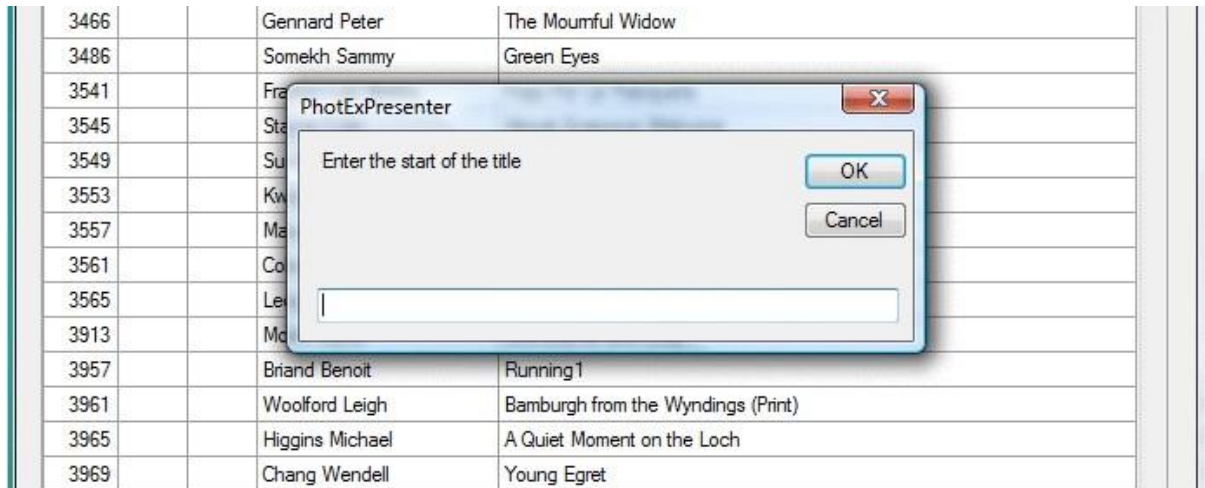 3466 Gennard Peter The Mournful Widow
3486 Somekh Sammy Green Eyes
3541
PhotExPresenter
3545
3549
Enter the start of the title
OK
3553
3557
Cancel
3561
3565
3913
3957 Briand Benoit Running1
3961 Woolford Leigh Bamburgh from the Wyndings (Print)
3965 Higgins Michael A Quiet Moment on the Loch
3969 Chang Wendell Young Egret